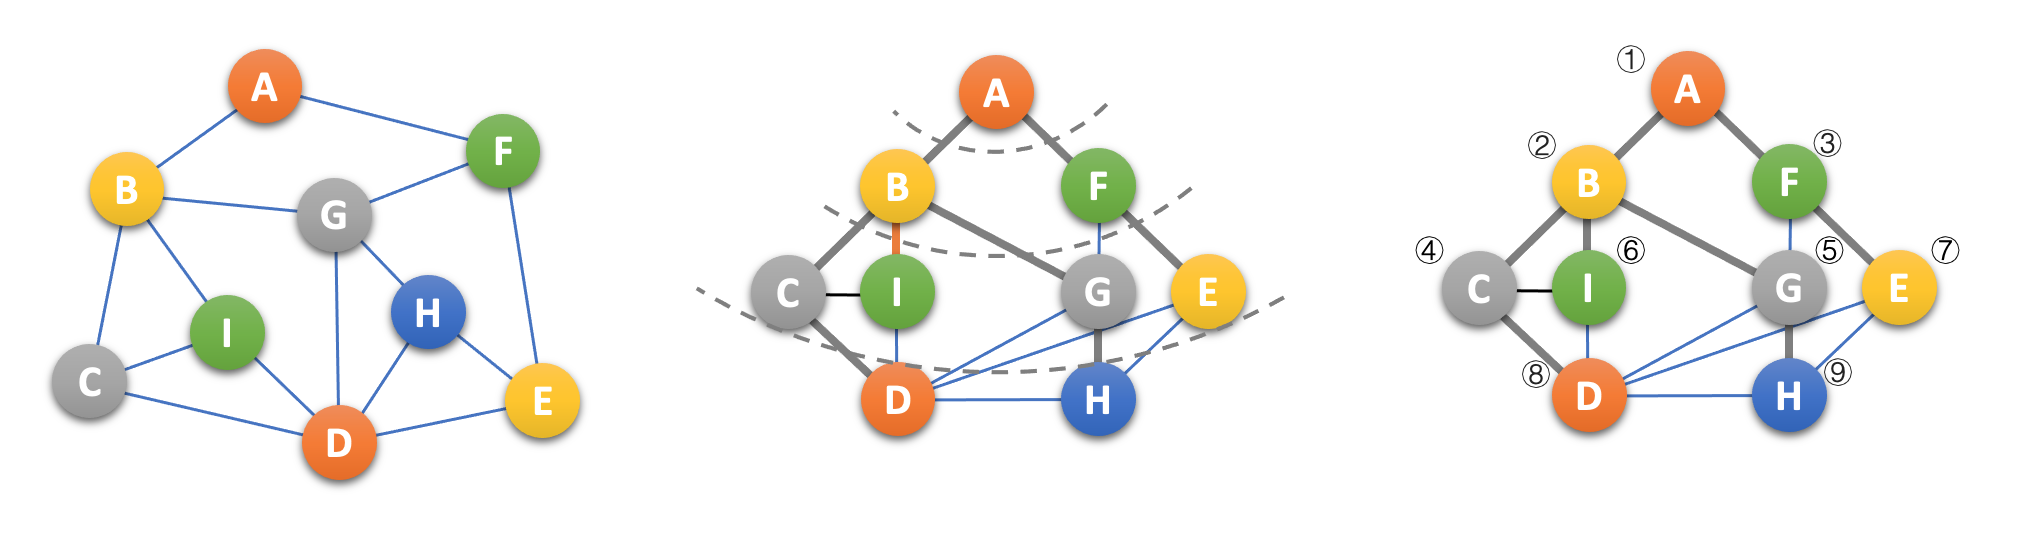 A
F
B
G
H
I
C
E
D
A
B
F
C
I
G
E
D
H
① A
② B
③ F
④ C
I ⑥
G ⑤
E ⑦
⑧ D
H ⑨